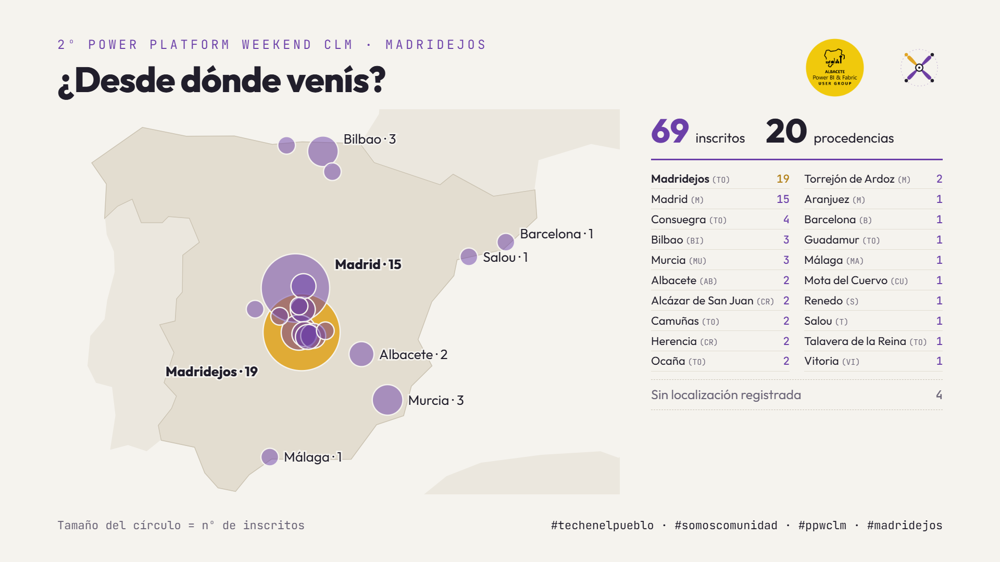 2º POWER PLATFORM WEEKEND CLM · MADRIDEJOS
¿Desde dónde venís?
ALBACETE
Power BI & Fabric
USER GROUP
Bilbao · 3
Barcelona · 1
Salou · 1
Madrid · 15
Albacete · 2
Madridejos · 19
Murcia · 3
Málaga · 1
69 inscritos 20 procedencias
Madridejos (TO) 19
Madrid (M) 15
Consuegra (TO) 4
Bilbao (BI) 3
Murcia (MU) 3
Albacete (AB) 2
Alcázar de San Juan (CR) 2
Camuñas (TO) 2
Herencia (CR) 2
Ocaña (TO) 2
Torrejón de Ardoz (M) 2
Aranjuez (M) 1
Barcelona (B) 1
Guadamur (TO) 1
Málaga (MA) 1
Mota del Cuervo (CU) 1
Renedo (S) 1
Salou (T) 1
Talavera de la Reina (TO) 1
Vitoria (VI) 1
Sin localización registrada 4
Tamaño del círculo = nº de inscritos
#techenelpueblo · #somoscomunidad · #ppwclm · #madridejos